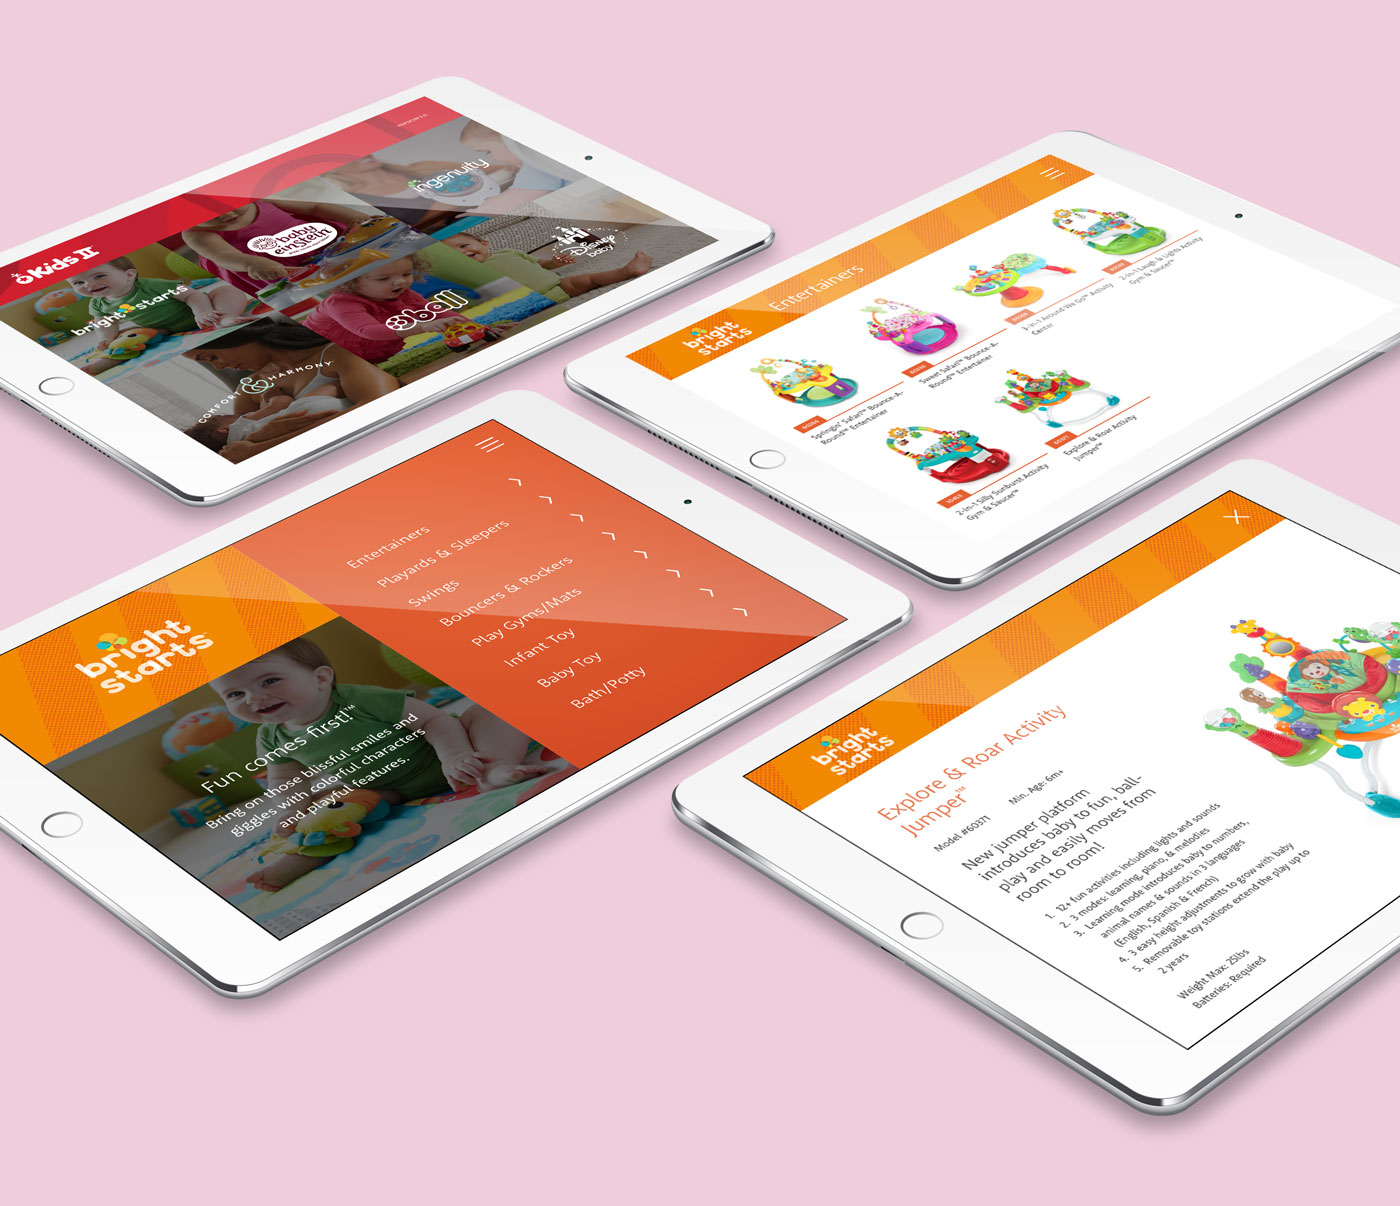 Kids II
bright starts
baby
einstein
ingenuity
Disney
baby
ball
COMFORT & HARMONY
bright
starts
Entertainers
60200
Springin' Safari™ Bounce-A-
Round™ Entertainer
Sweet Safari™ Bounce-A-
Round™ Entertainer
3-in-1 Around We Go™ Activity
Center
2-in-1 Laugh & Lights Activity
Gym & Saucer™
2-in-1 Silly Sunburst Activity
Gym & Saucer™
60371
Explore & Roar Activity
Jumper™
bright
starts
Fun comes first!™
Bring on those blissful smiles and
giggles with colorful characters
and playful features.
Entertainers
Playards & Sleepers
Swings
Bouncers & Rockers
Play Gyms/Mats
Infant Toy
Baby Toy
Bath/Potty
bright
starts
Explore & Roar Activity
Jumper™
Model #60371
Min. Age: 6m+
New jumper platform
introduces baby to fun, ball-
play and easily moves from
room to room!
1. 12+ fun activities including lights and sounds
2. 3 modes: learning, piano, & melodies
3. Learning mode introduces baby to numbers,
animal names & sounds in 3 languages
(English, Spanish & French)
4. 3 easy height adjustments to grow with baby
5. Removable toy stations extend the play up to
2 years
Weight Max: 25lbs
Batteries: Required